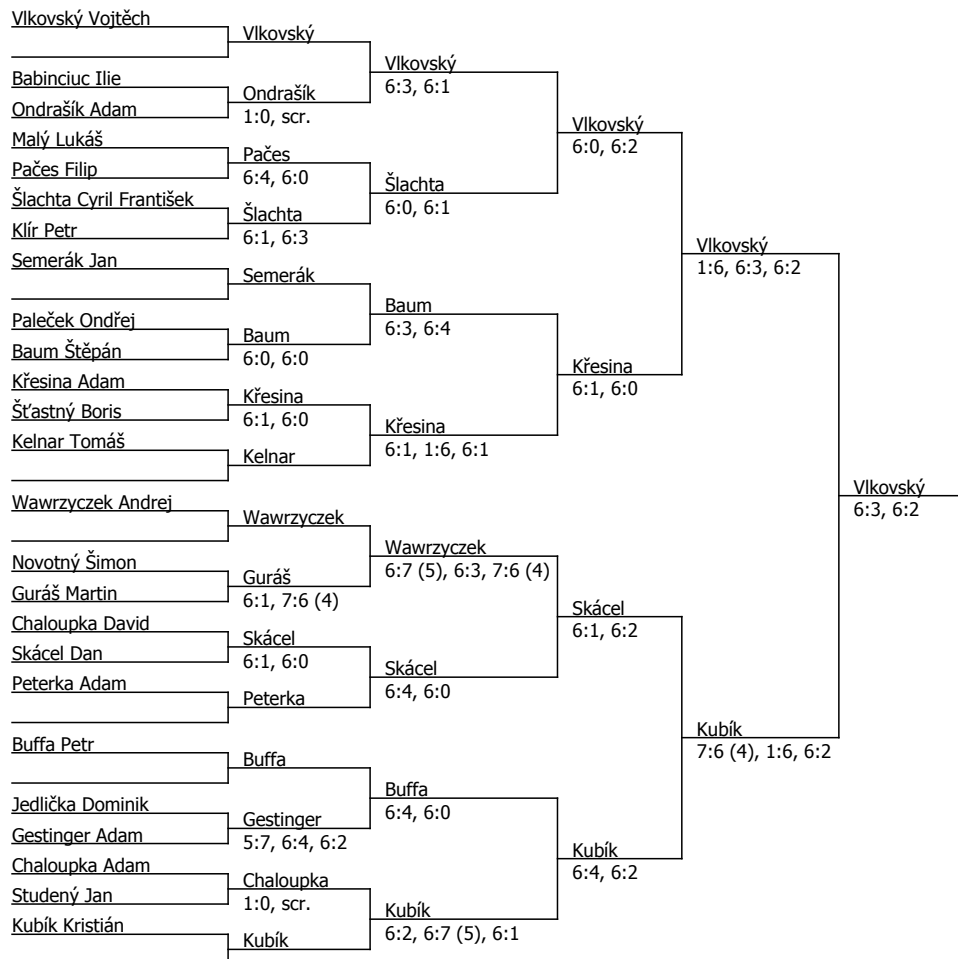 Vlkovský Vojtěch
Vlkovský
Vlkovský
6:3, 6:1
Babinciuc Ilie
Ondrašík
1:0, scr.
Ondrašík Adam
Vlkovský
6:0, 6:2
Malý Lukáš
Pačes
6:4, 6:0
Pačes Filip
Šlachta
6:0, 6:1
Šlachta Cyril František
Šlachta
6:1, 6:3
Klír Petr
Vlkovský
1:6, 6:3, 6:2
Semerák Jan
Semerák
Baum
6:3, 6:4
Paleček Ondřej
Baum
6:0, 6:0
Baum Štěpán
Křesina
6:1, 6:0
Křesina Adam
Křesina
6:1, 6:0
Šťastný Boris
Křesina
6:1, 1:6, 6:1
Kelnar Tomáš
Kelnar
Vlkovský
6:3, 6:2
Wawrzyczek Andrej
Wawrzyczek
Wawrzyczek
6:7 (5), 6:3, 7:6 (4)
Novotný Šimon
Guráš
6:1, 7:6 (4)
Guráš Martin
Skácel
6:1, 6:2
Chaloupka David
Skácel
6:1, 6:0
Skácel Dan
Skácel
6:4, 6:0
Peterka Adam
Peterka
Kubík
7:6 (4), 1:6, 6:2
Buffa Petr
Buffa
Buffa
6:4, 6:0
Jedlička Dominik
Gestinger
5:7, 6:4, 6:2
Gestinger Adam
Kubík
6:4, 6:2
Chaloupka Adam
Chaloupka
1:0, scr.
Studený Jan
Kubík
6:2, 6:7 (5), 6:1
Kubík Kristián
Kubík